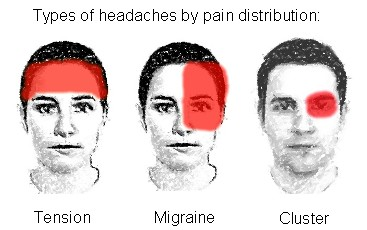 Types of headaches by pain distribution:
Tension
Migraine
Cluster